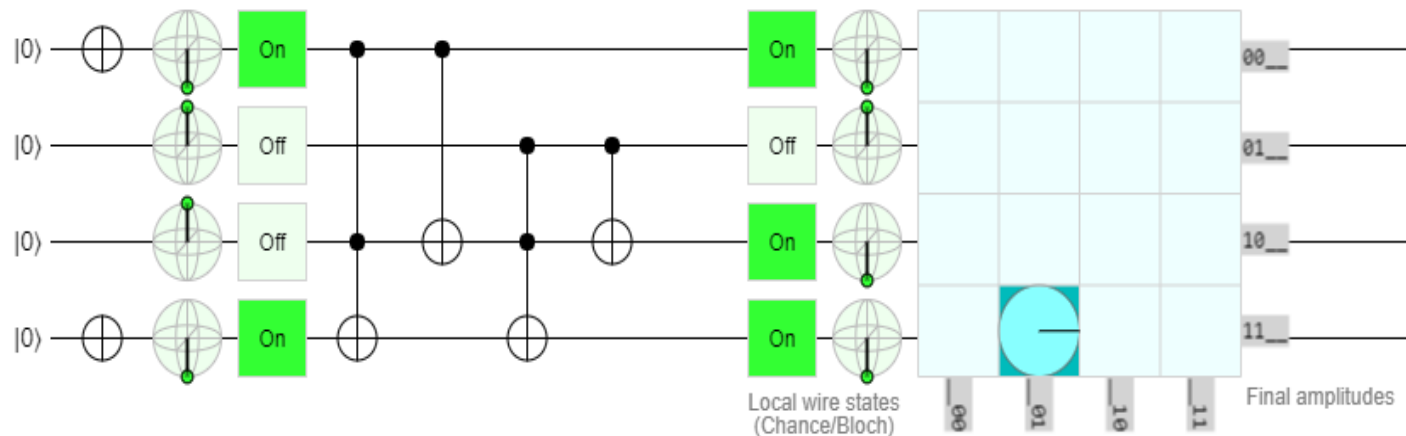 |0⟩ On On 00__
|0⟩ Off Off 01__
|0⟩ Off On 10__
|0⟩ On On 11__
__00 __01 __10 __11
Local wire states
(Chance/Bloch)
Final amplitudes